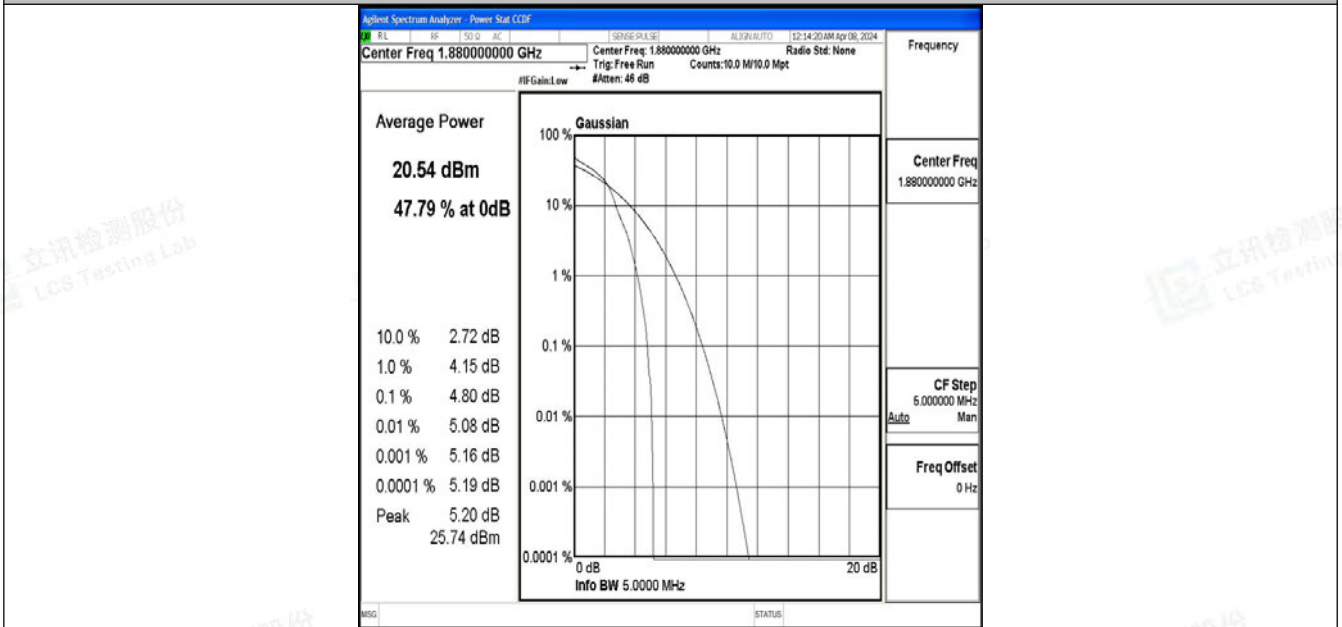 Agilent Spectrum Analyzer - Power Stat CCDF
RL RF 50 Ω AC SENSE:PULSE ALIGN AUTO 12:14:20 AM Apr 08, 2024
Center Freq 1.880000000 GHz
Center Freq: 1.880000000 GHz Radio Std: None
Trig: Free Run Counts:10.0 M/10.0 Mpt
#IFGain:Low #Atten: 46 dB
Frequency
Average Power
20.54 dBm
47.79 % at 0dB
10.0 % 2.72 dB
1.0 % 4.15 dB
0.1 % 4.80 dB
0.01 % 5.08 dB
0.001 % 5.16 dB
0.0001 % 5.19 dB
Peak 5.20 dB
25.74 dBm
Gaussian
100 %
10 %
1 %
0.1 %
0.01 %
0.001 %
0.0001 %
0 dB 20 dB
Info BW 5.0000 MHz
Center Freq
1.880000000 GHz
CF Step
5.000000 MHz
Auto Man
Freq Offset
0 Hz
MSG STATUS
立讯检测股份
LCS Testing Lab
立讯检测股
LCS Testing